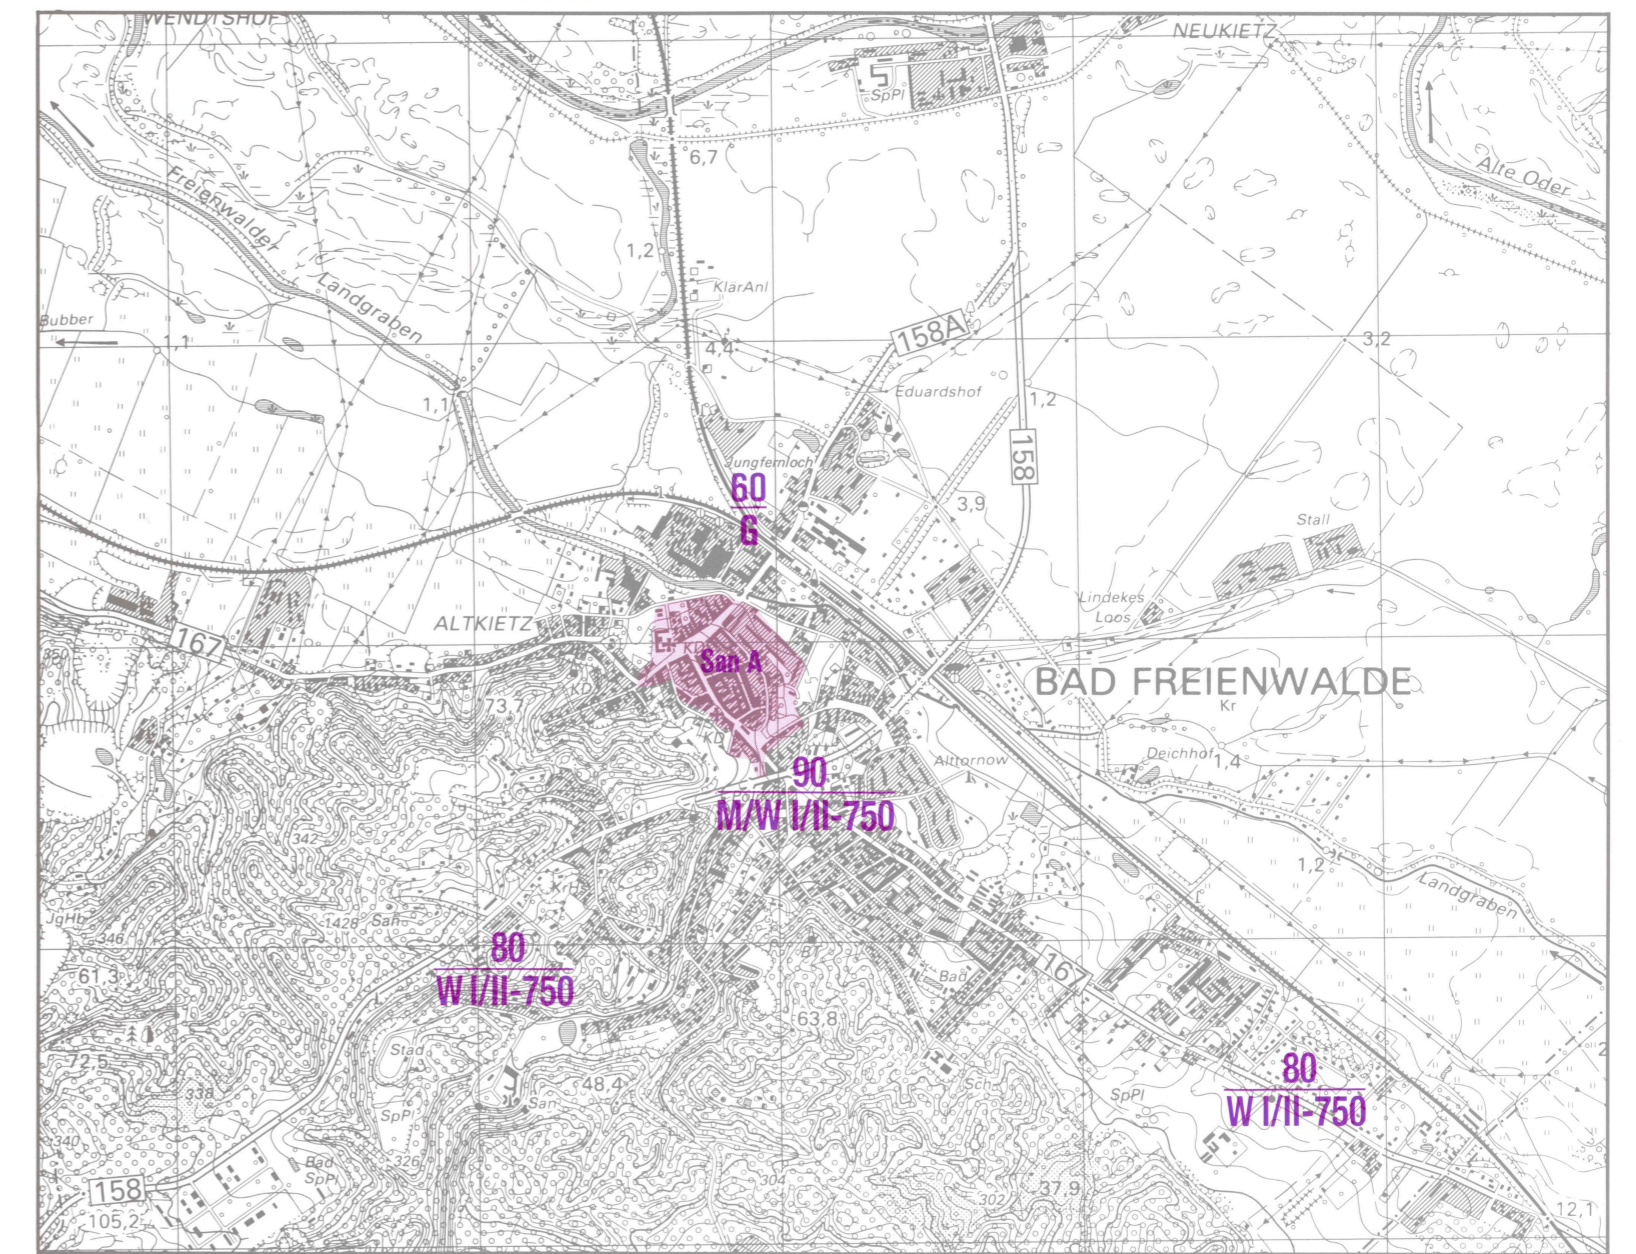 WENDTSHOF
NEUKIETZ
SpPl
6,7
Alte Oder
Freienwalder
1,2
Landgraben
KlärAnl
Bubber
1,1
158A
4,4
3,2
Eduardshof
1,1
1,2
158
Jungfernloch
60
G
3,9
Stall
Lindekes
Loos
ALTKIETZ
167
350
KD
San A
BAD FREIENWALDE
KD
73,7
Kr
KD
Deichhof
1,4
Alttornow
90
M/W I/II-750
342
1,2
Landgraben
KrH
JgHb
1428
San
346
80
W I/II-750
61,3
Bad
167
63,8
72,5
Stad
SpPl
48,4
San
Sch
SpPl
80
W I/II-750
338
340
326
Bad
SpPl
158
304
302
37,9
105,2
12,1